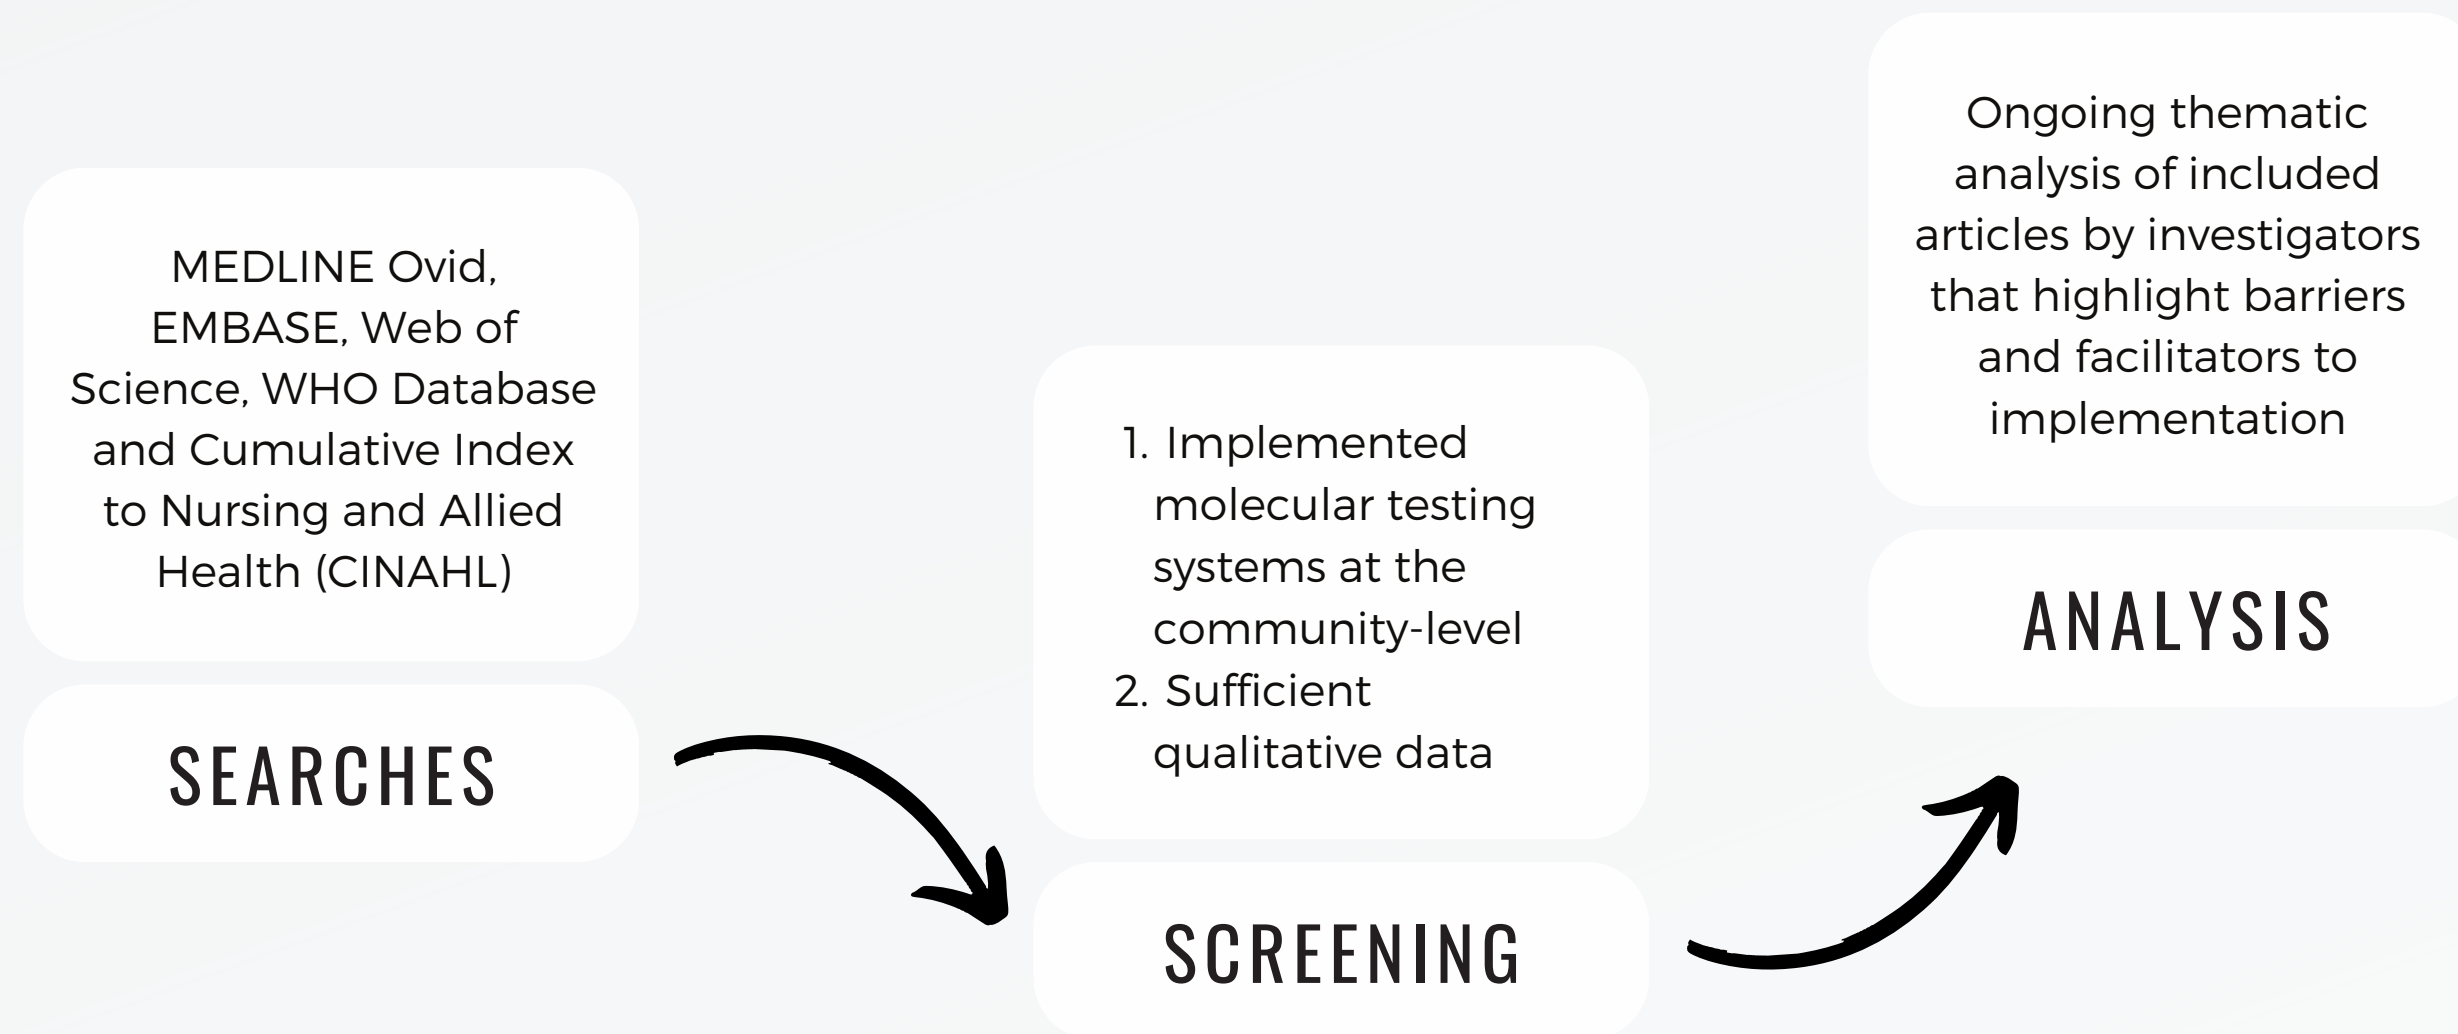 MEDLINE Ovid,
EMBASE, Web of
Science, WHO Database
and Cumulative Index
to Nursing and Allied
Health (CINAHL)
SEARCHES
1. Implemented
molecular testing
systems at the
community-level
2. Sufficient
qualitative data
SCREENING
Ongoing thematic
analysis of included
articles by investigators
that highlight barriers
and facilitators to
implementation
ANALYSIS